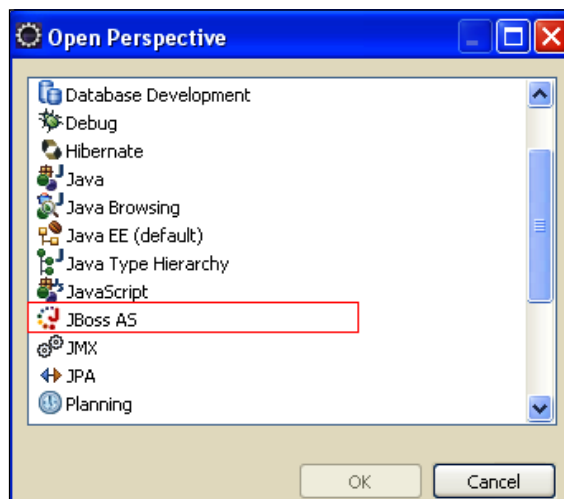 Open Perspective
Database Development
Debug
Hibernate
Java
Java Browsing
Java EE (default)
Java Type Hierarchy
JavaScript
JBoss AS
JMX
JPA
Planning
OK Cancel